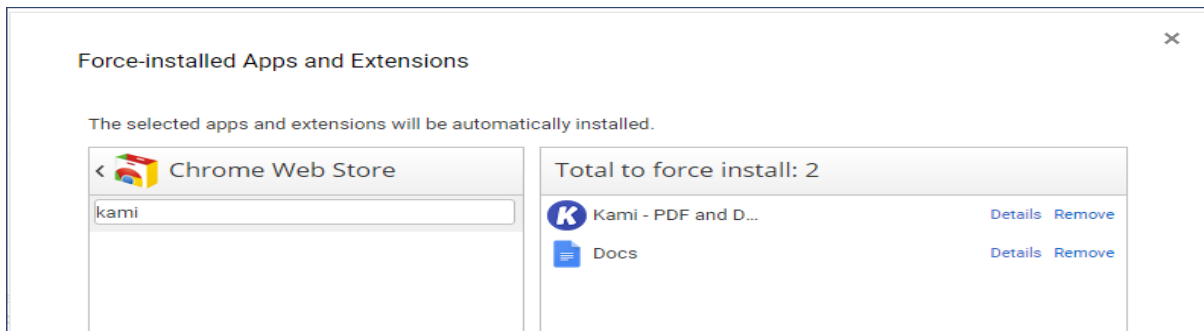 Force-installed Apps and Extensions
The selected apps and extensions will be automatically installed.
Chrome Web Store
kami
Total to force install: 2
Kami - PDF and D... Details Remove
Docs Details Remove